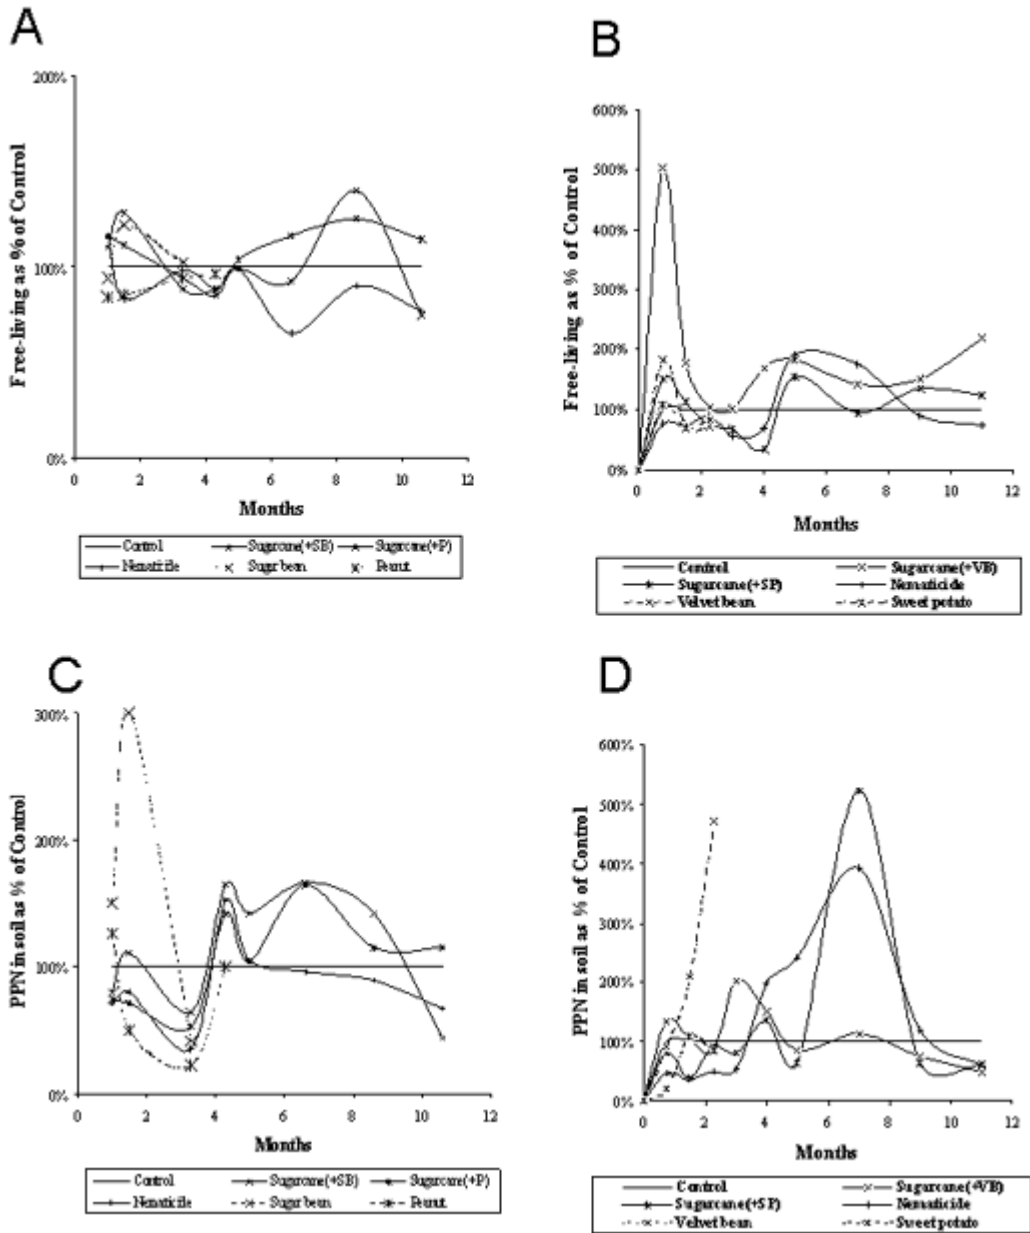 A
200%
100%
0%
0 2 4 6 8 10 12
Free-living as % of Control
Months
Control Sugarcane(+SB) Sugarcane(+P)
Nematicide Sugar bean Peanut
B
600%
500%
400%
300%
200%
100%
0%
0 2 4 6 8 10 12
Free-living as % of Control
Months
Control Sugarcane(+VB)
Sugarcane(+SP) Nematicide
Velvet bean Sweet potato
C
300%
200%
100%
0%
0 2 4 6 8 10 12
PPN in soil as % of Control
Months
Control Sugarcane(+SB) Sugarcane(+P)
Nematicide Sugar bean Peanut
D
600%
500%
400%
300%
200%
100%
0%
0 2 4 6 8 10 12
PPN in soil as % of Control
Months
Control Sugarcane(+VB)
Sugarcane(+SP) Nematicide
Velvet bean Sweet potato